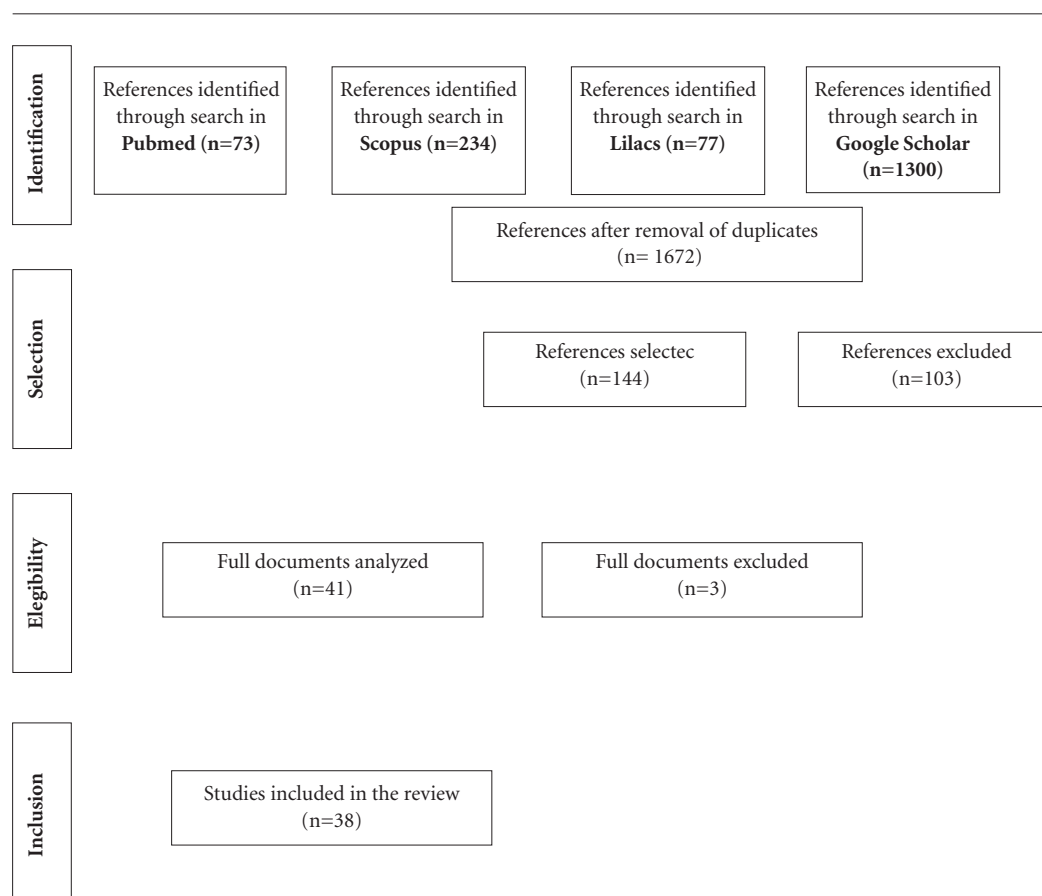 Identification
References identified
through search in
Pubmed (n=73)
References identified
through search in
Scopus (n=234)
References identified
through search in
Lilacs (n=77)
References identified
through search in
Google Scholar
(n=1300)
References after removal of duplicates
(n= 1672)
Selection
References selectec
(n=144)
References excluded
(n=103)
Elegibility
Full documents analyzed
(n=41)
Full documents excluded
(n=3)
Inclusion
Studies included in the review
(n=38)